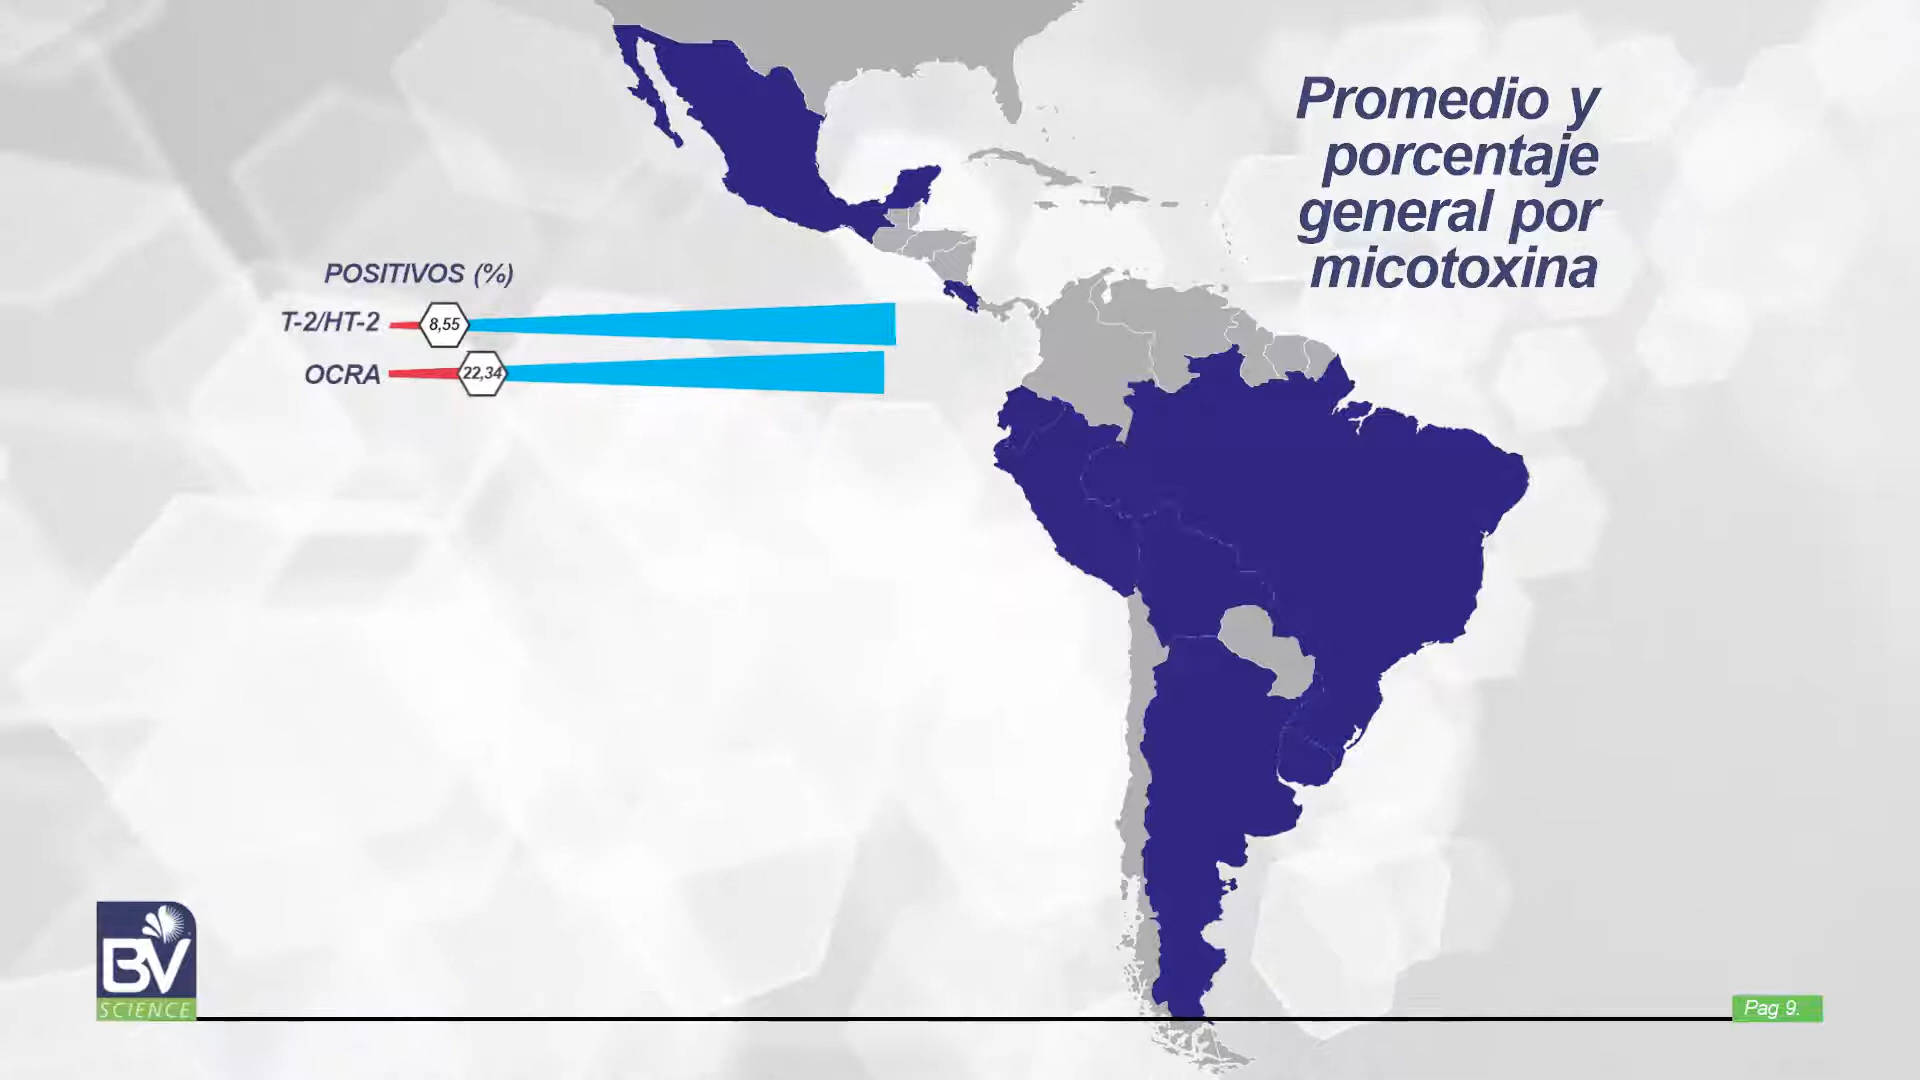 Promedio y
porcentaje
general por
micotoxina
POSITIVOS (%)
T-2/HT-2 8,55
OCRA 22,34
BV
SCIENCE
Pag 9.